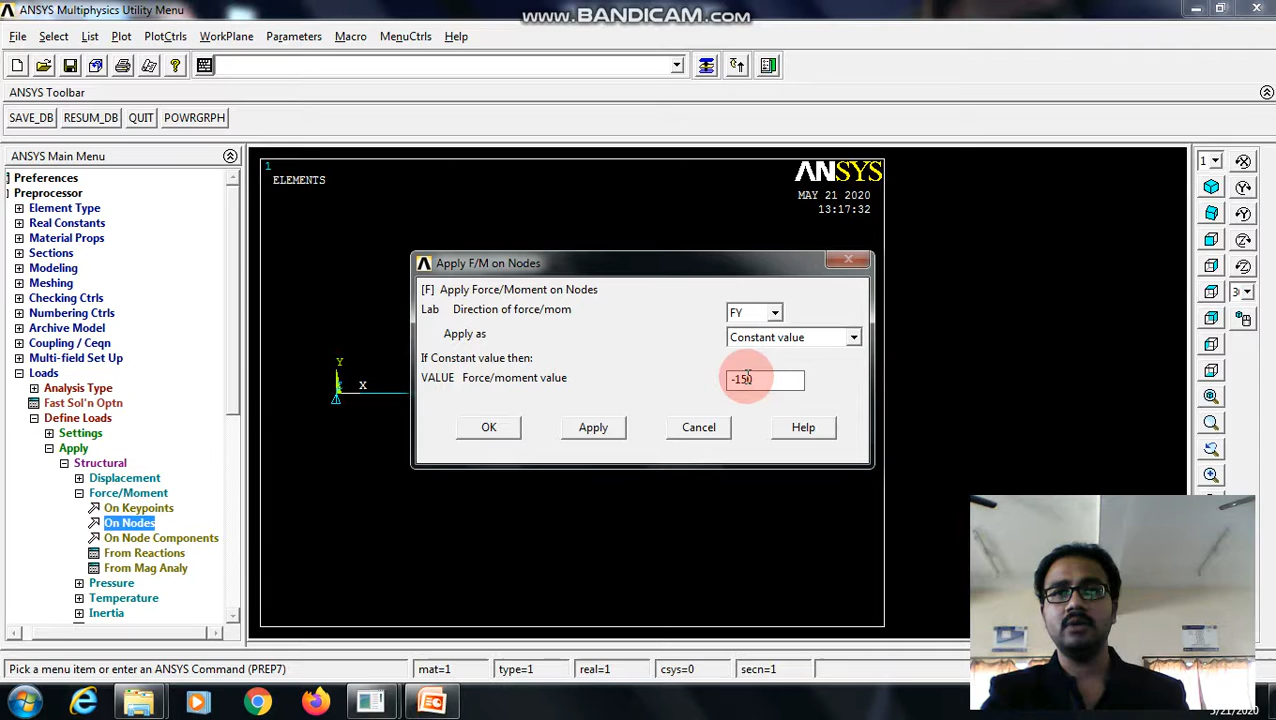 ANSYS Multiphysics Utility Menu
www.BANDICAM.com
File Select List Plot PlotCtrls WorkPlane Parameters Macro MenuCtrls Help
ANSYS Toolbar
SAVE_DB RESUM_DB QUIT POWRGRPH
ANSYS Main Menu
Preferences
Preprocessor
Element Type
Real Constants
Material Props
Sections
Modeling
Meshing
Checking Ctrls
Numbering Ctrls
Archive Model
Coupling / Ceqn
Multi-field Set Up
Loads
Analysis Type
Fast Sol'n Optn
Define Loads
Settings
Apply
Structural
Displacement
Force/Moment
On Keypoints
On Nodes
On Node Components
From Reactions
From Mag Analy
Pressure
Temperature
Inertia
1
ELEMENTS
ANSYS
MAY 21 2020
13:17:32
Y
X
Apply F/M on Nodes
[F] Apply Force/Moment on Nodes
Lab Direction of force/mom FY
Apply as Constant value
If Constant value then:
VALUE Force/moment value -150
OK Apply Cancel Help
1
Pick a menu item or enter an ANSYS Command (PREP7) mat=1 type=1 real=1 csys=0 secn=1
5/21/2020